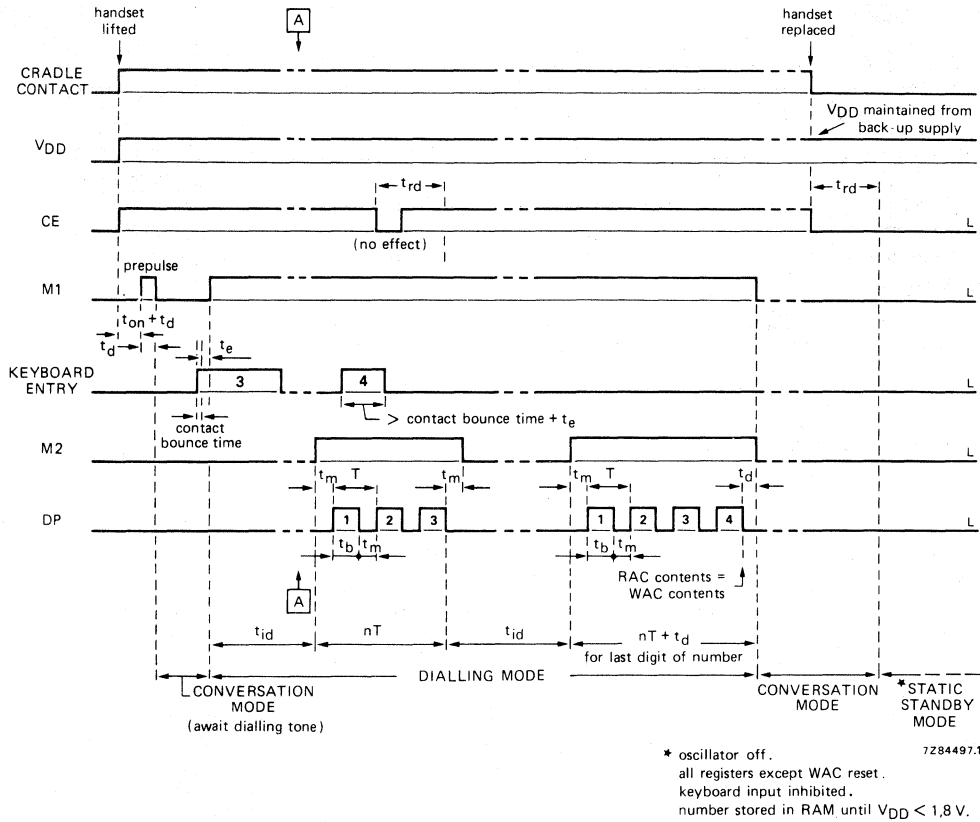 handset lifted
A
handset replaced
CRADLE CONTACT
VDD maintained from back-up supply
VDD
trd
trd
CE
(no effect)
L
prepulse
M1
L
ton + td
td
te
KEYBOARD ENTRY
3
4
L
> contact bounce time + te
contact bounce time
M2
L
tm
T
tm
tm
T
td
DP
1
2
3
1
2
3
4
L
tb
tm
tb
tm
RAC contents = WAC contents
A
tid
nT
tid
nT + td
for last digit of number
DIALLING MODE
CONVERSATION MODE
(await dialling tone)
CONVERSATION MODE
* STATIC STANDBY MODE
7Z84497.1
* oscillator off.
all registers except WAC reset.
keyboard input inhibited.
number stored in RAM until VDD < 1,8 V.